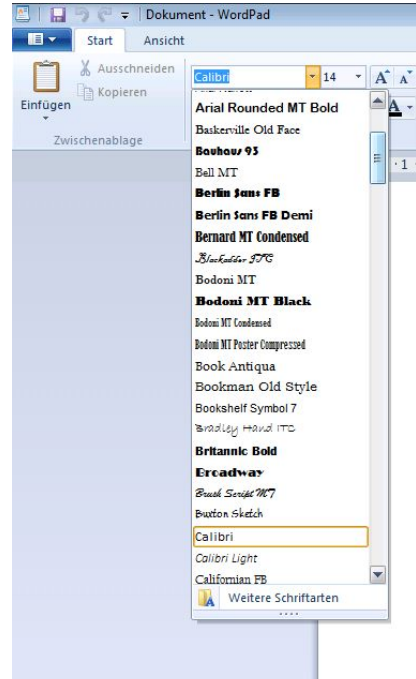 Dokument - WordPad
Start Ansicht
Ausschneiden
Kopieren
Einfügen
Zwischenablage
Calibri 14 A A
A
1
Arial Rounded MT Bold
Baskerville Old Face
Bauhaus 93
Bell MT
Berlin Sans FB
Berlin Sans FB Demi
Bernard MT Condensed
Blackadder ITC
Bodoni MT
Bodoni MT Black
Bodoni MT Condensed
Bodoni MT Poster Compressed
Book Antiqua
Bookman Old Style
Bookshelf Symbol 7
Bradley Hand ITC
Britannic Bold
Broadway
Brush Script MT
Buxton Sketch
Calibri
Calibri Light
Californian FB
Weitere Schriftarten